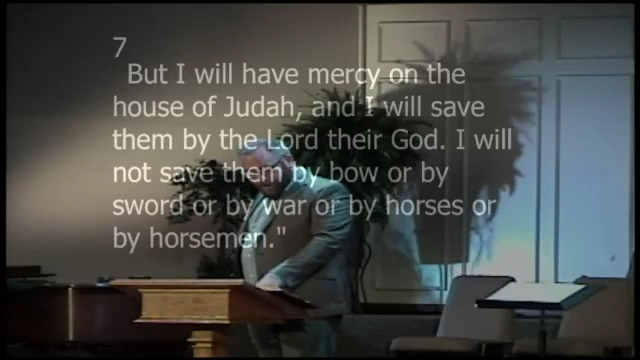 7
But I will have mercy on the
house of Judah, and I will save
them by the Lord their God. I will
not save them by bow or by
sword or by war or by horses or
by horsemen."